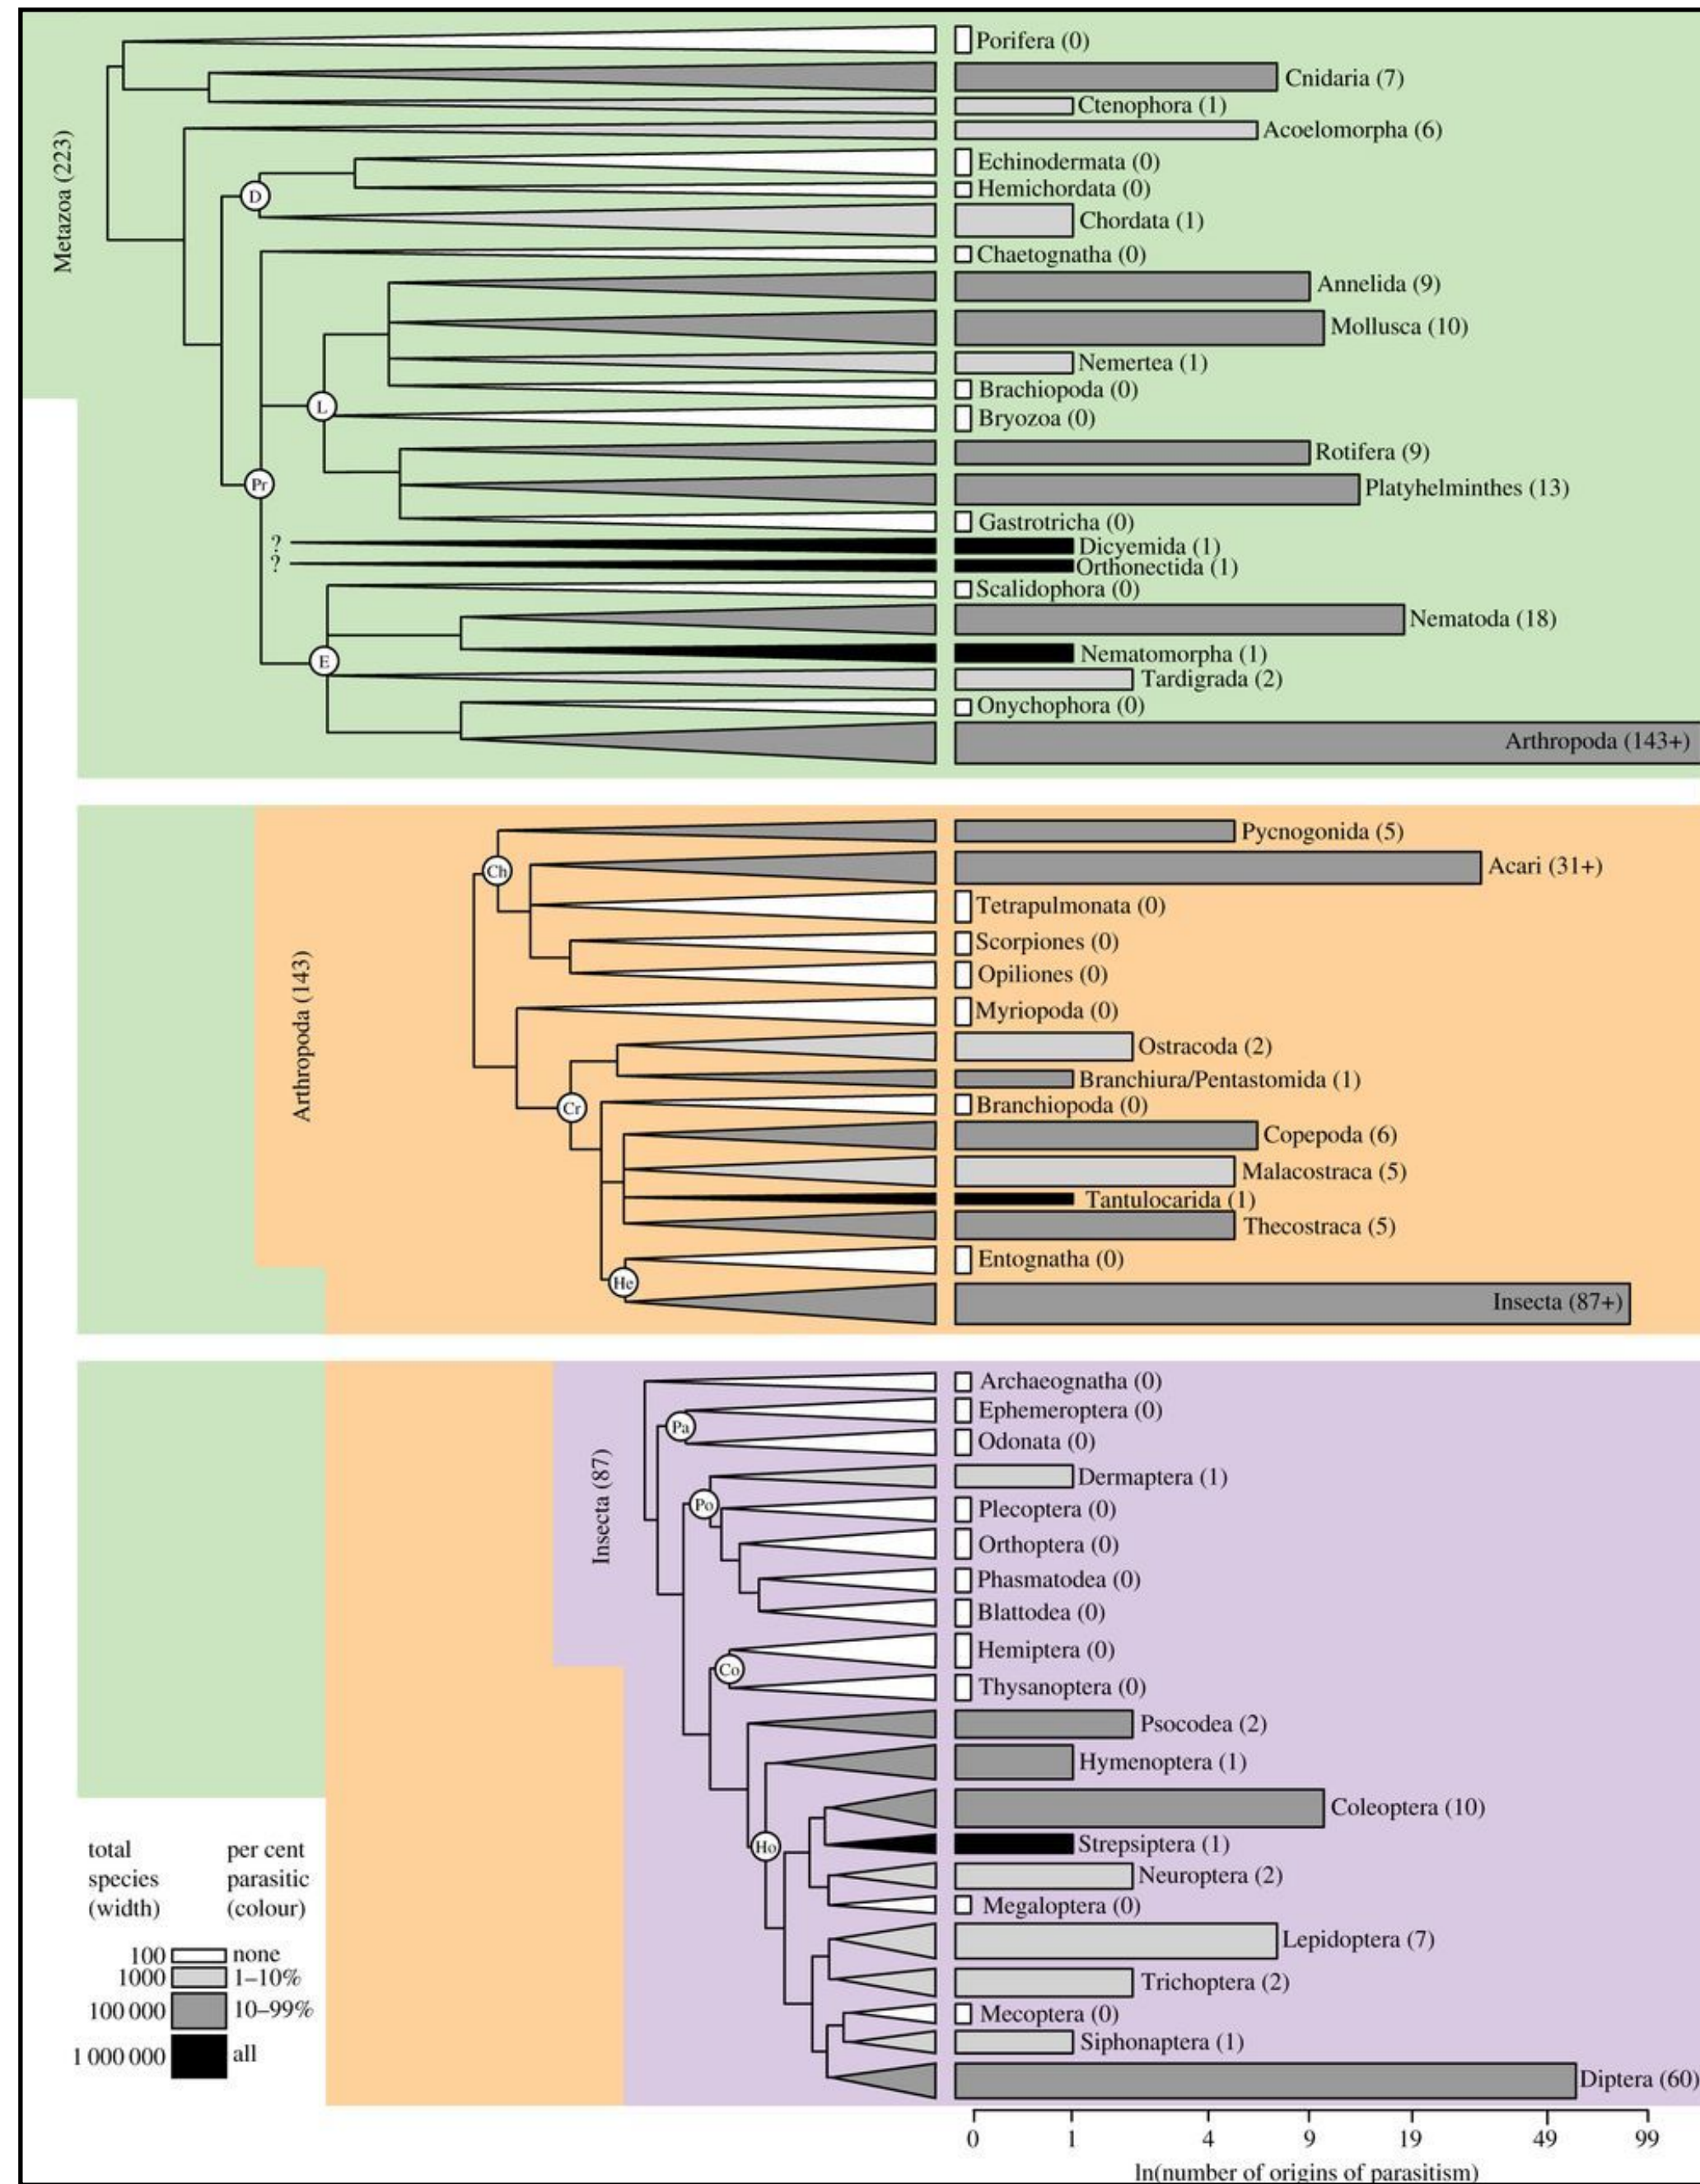 Metazoa (223)
Porifera (0)
Cnidaria (7)
Ctenophora (1)
Acoelomorpha (6)
Echinodermata (0)
D
Hemichordata (0)
Chordata (1)
Chaetognatha (0)
Annelida (9)
Mollusca (10)
Nemertea (1)
Brachiopoda (0)
L
Bryozoa (0)
Rotifera (9)
Pr
Platyhelminthes (13)
Gastrotricha (0)
?
Dicyemida (1)
?
Orthonectida (1)
Scalidophora (0)
Nematoda (18)
E
Nematomorpha (1)
Tardigrada (2)
Onychophora (0)
Arthropoda (143+)
Arthropoda (143)
Pycnogonida (5)
Ch
Acari (31+)
Tetrapulmonata (0)
Scorpiones (0)
Opiliones (0)
Myriopoda (0)
Ostracoda (2)
Branchiura/Pentastomida (1)
Cr
Branchiopoda (0)
Copepoda (6)
Malacostraca (5)
Tantulocarida (1)
Thecostraca (5)
Entognatha (0)
He
Insecta (87+)
Insecta (87)
Archaeognatha (0)
Ephemeroptera (0)
Pa
Odonata (0)
Dermaptera (1)
Po
Plecoptera (0)
Orthoptera (0)
Phasmatodea (0)
Blattodea (0)
Hemiptera (0)
Co
Thysanoptera (0)
Psocodea (2)
Hymenoptera (1)
Coleoptera (10)
Ho
Strepsiptera (1)
Neuroptera (2)
Megaloptera (0)
Lepidoptera (7)
Trichoptera (2)
Mecoptera (0)
Siphonaptera (1)
Diptera (60)
total species (width)
per cent parasitic (colour)
100 none
1000 1–10%
100 000 10–99%
1 000 000 all
0 1 4 9 19 49 99
ln(number of origins of parasitism)